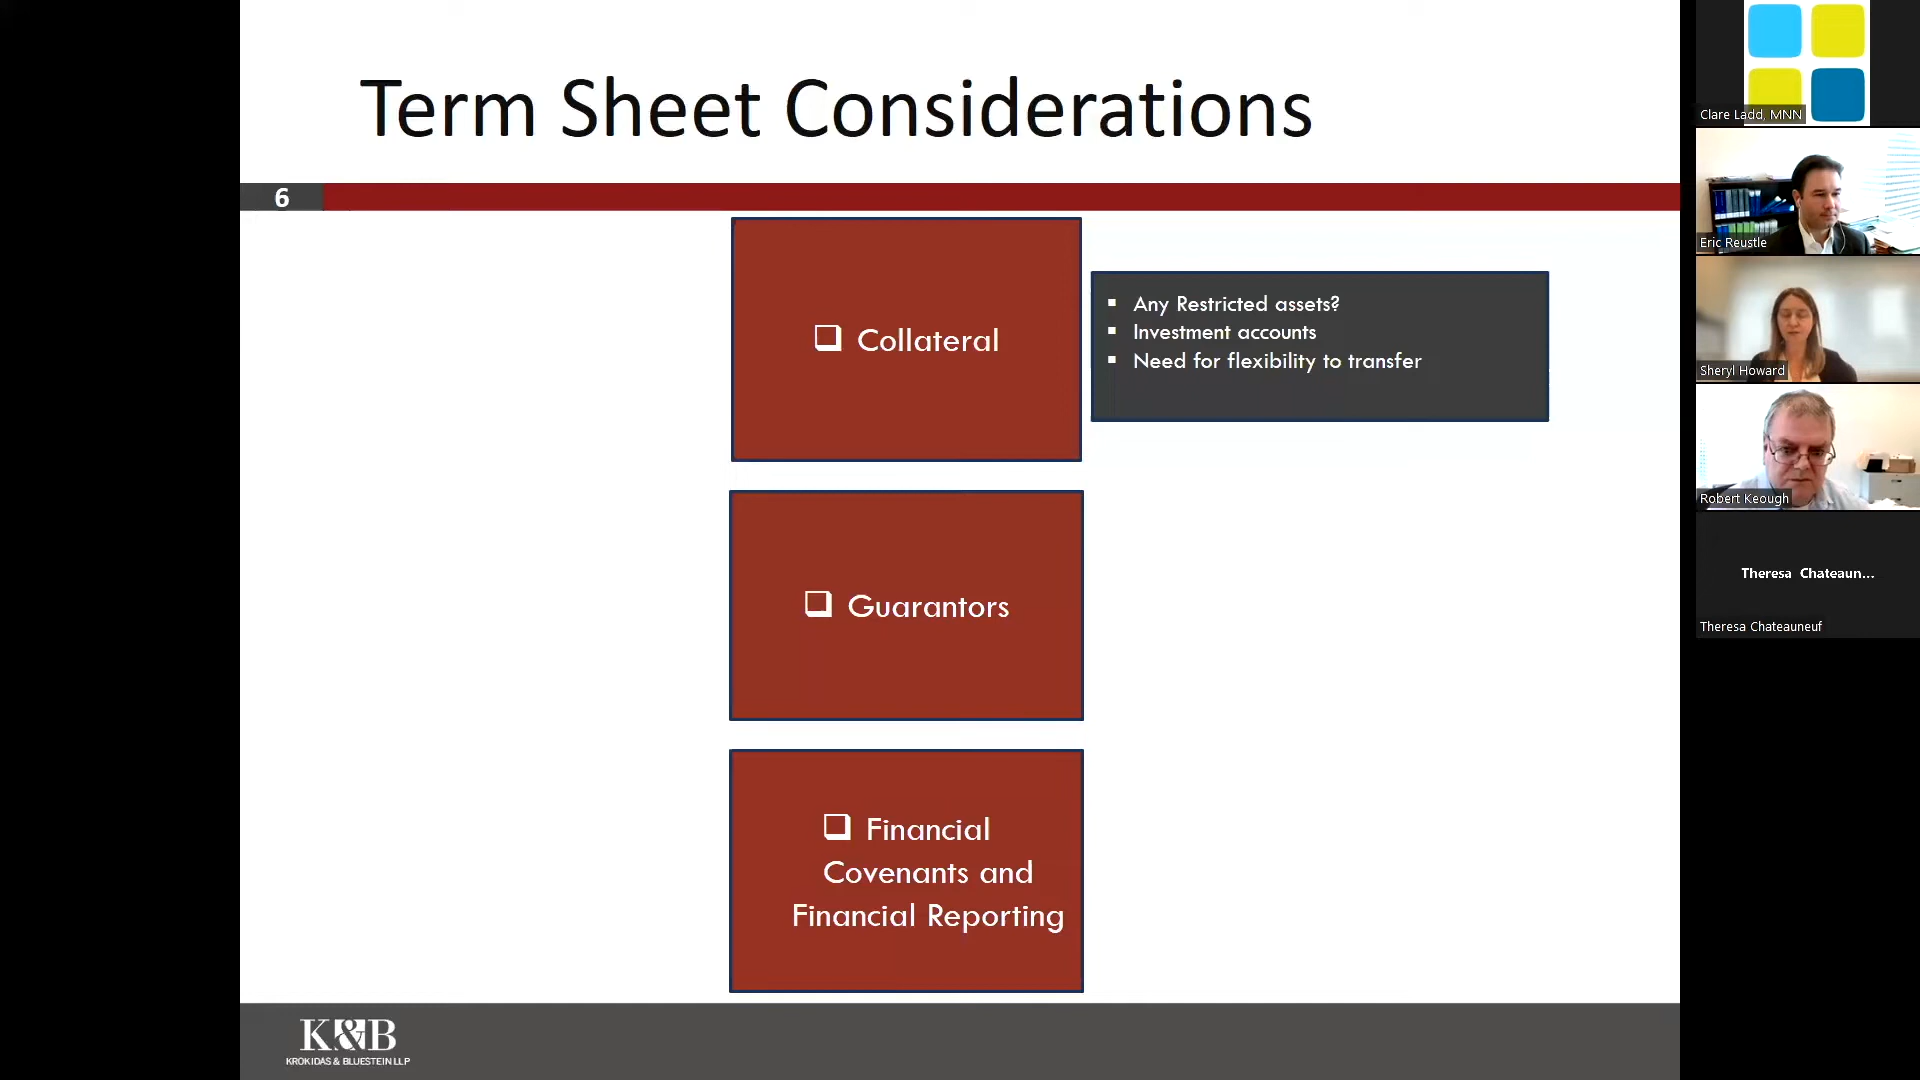 Term Sheet Considerations
6
❑ Collateral
▪ Any Restricted assets?
▪ Investment accounts
▪ Need for flexibility to transfer
❑ Guarantors
❑ Financial
Covenants and
Financial Reporting
K&B
KROKIDAS & BLUESTEIN LLP
Clare Ladd, MNN
Eric Reustle
Sheryl Howard
Robert Keough
Theresa Chateaun...
Theresa Chateauneuf